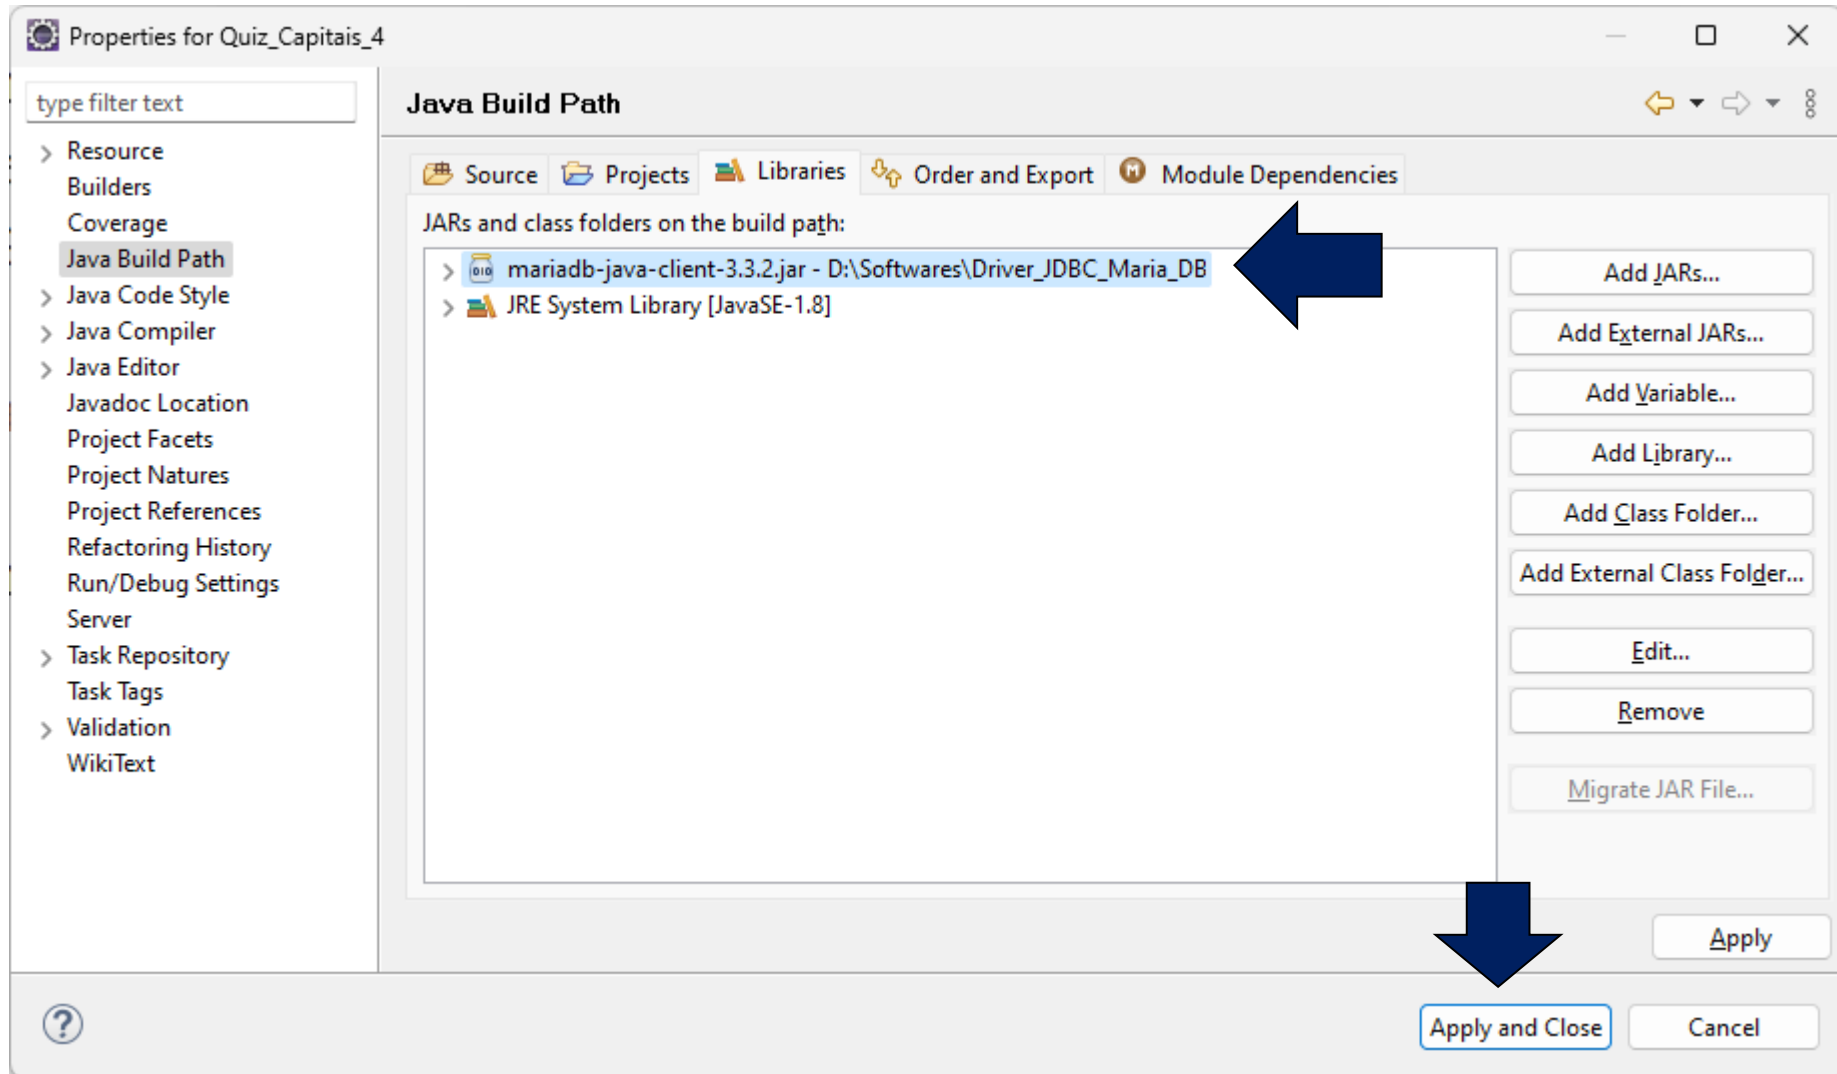 Properties for Quiz_Capitais_4
type filter text
Resource
Builders
Coverage
Java Build Path
Java Code Style
Java Compiler
Java Editor
Javadoc Location
Project Facets
Project Natures
Project References
Refactoring History
Run/Debug Settings
Server
Task Repository
Task Tags
Validation
WikiText
Java Build Path
Source Projects Libraries Order and Export Module Dependencies
JARs and class folders on the build path:
mariadb-java-client-3.3.2.jar - D:\Softwares\Driver_JDBC_Maria_DB
JRE System Library [JavaSE-1.8]
Add JARs...
Add External JARs...
Add Variable...
Add Library...
Add Class Folder...
Add External Class Folder...
Edit...
Remove
Migrate JAR File...
Apply
Apply and Close
Cancel